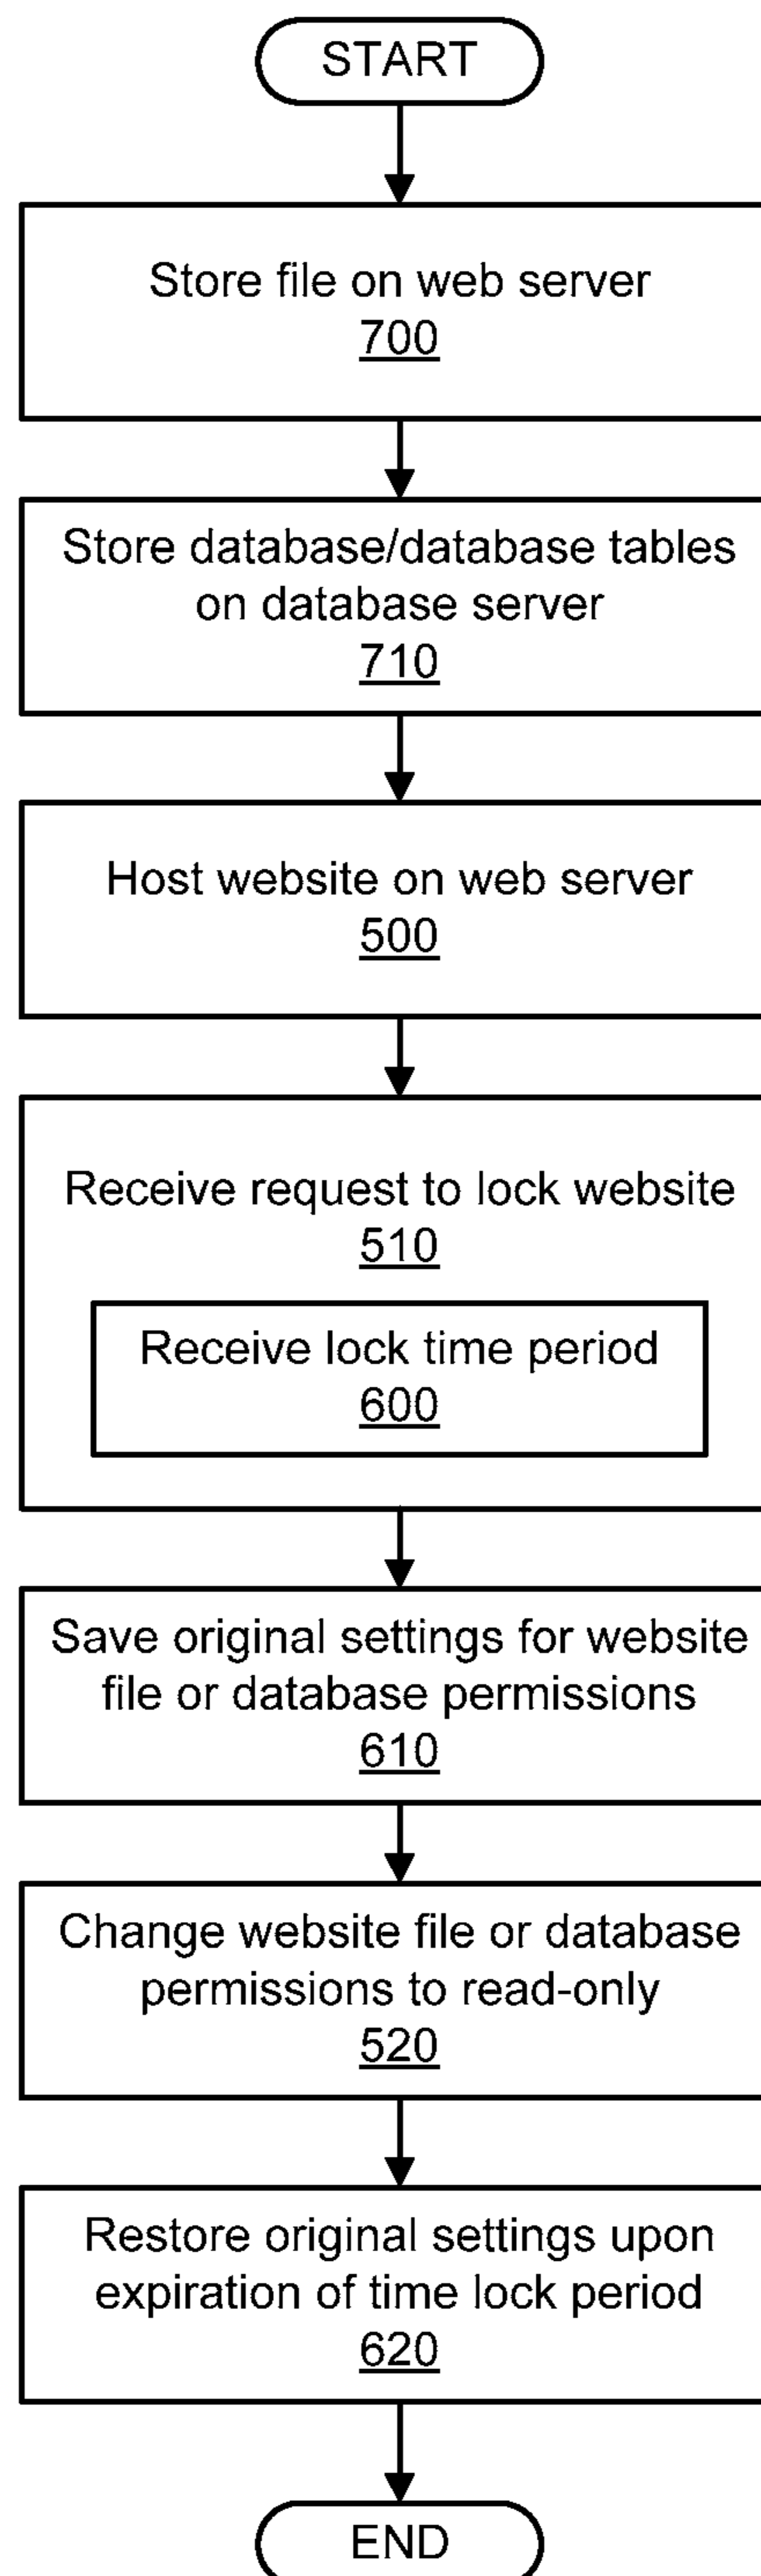 START
Store file on web server
700
Store database/database tables
on database server
710
Host website on web server
500
Receive request to lock website
510
Receive lock time period
600
Save original settings for website
file or database permissions
610
Change website file or database
permissions to read-only
520
Restore original settings upon
expiration of time lock period
620
END